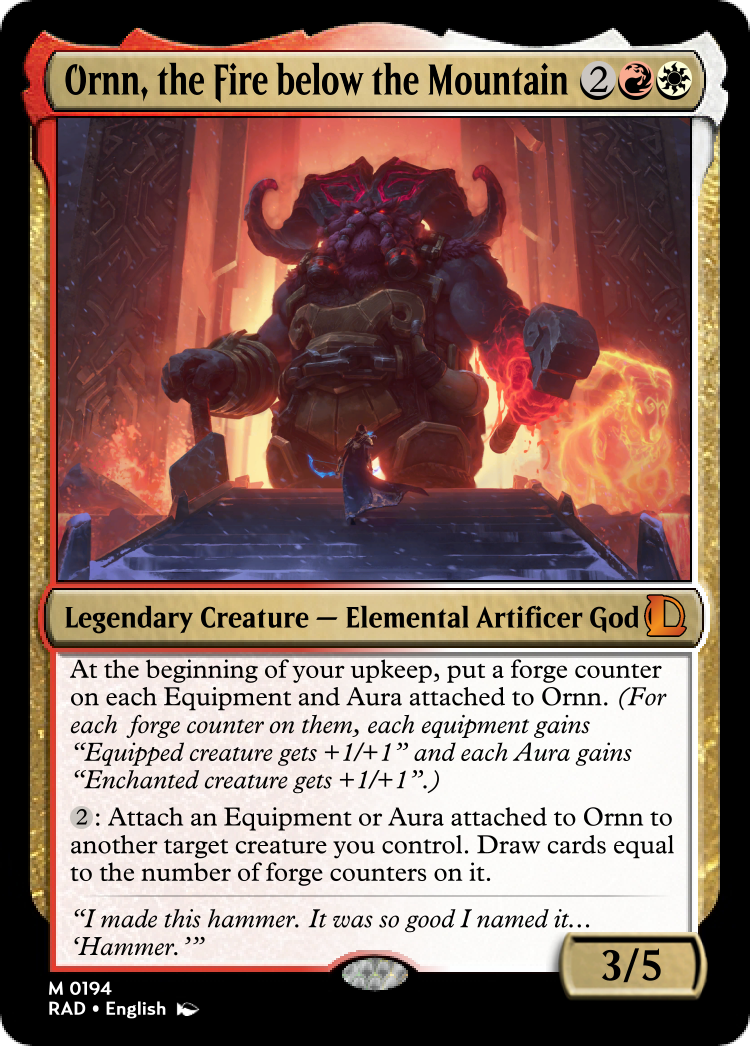 Ornn, the Fire below the Mountain 2
Legendary Creature — Elemental Artificer God
At the beginning of your upkeep, put a forge counter
on each Equipment and Aura attached to Ornn. (For
each  forge counter on them, each equipment gains
“Equipped creature gets +1/+1” and each Aura gains
“Enchanted creature gets +1/+1”.)
2: Attach an Equipment or Aura attached to Ornn to
another target creature you control. Draw cards equal
to the number of forge counters on it.
“I made this hammer. It was so good I named it…
‘Hammer.’”
3/5
M 0194
RAD • English